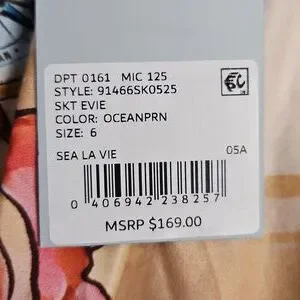 DPT 0161 MIC 125
STYLE: 91466SK0525
SKT EVIE
COLOR: OCEANPRN
SIZE: 6
SEA LA VIE 05A
0 406942 238257
MSRP $169.00